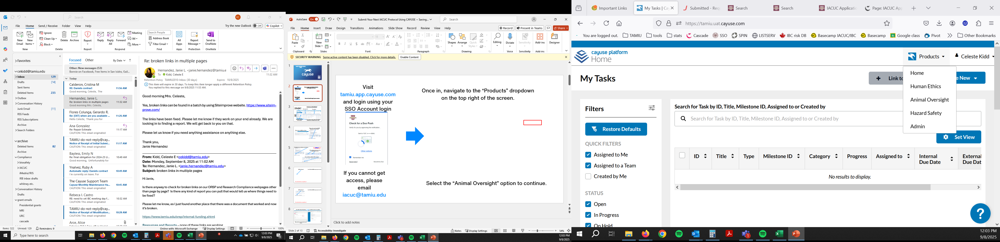 Search
KC
File Home Send / Receive Folder View Help
Try the new Outlook Off Copilot
New Email
New Items
Ignore
Clean Up
Block
Delete
Archive
Report
Reply
Reply All
Forward
Meeting
IM
More
Search People
Address Book
Filter Email
All Apps
Report Message
Send to OneNote
New Delete Report Respond Find Apps Protection OneNote
Favorites
cekidd@tamiu.edu
Inbox 129
Drafts [14]
Sent Items
Deleted Items 235
Outbox
Conversation History
Junk Email [11]
RSS Feeds
RSS Subscriptions
Archive
Search Folders
archive
Deleted Items 82
Archive
Compliance
biosafety
IACUC
iMedris/IRIS
IRB inbox drafts
whitney etc.
Conversation History
Drafts
grant emails
Presidential grants
MRI
URC
cascade
Focused Other By Date
Other: New messages (53)
Bonnie on Facebook, Free Items in San Isidro, Gail...
Today
Calderon, Cristina M
RE: Daniels contract 11:56 AM
Good morning, Celeste, The
Hernandez, Janie L.
Re: broken links in multiple pages 11:32 AM
Good morning Mrs. Celeste,
Flores Colunga, Gerardo R.
Re: [EXT] when are you available ... 11:26 AM
Hello Celeste, Thank you for
Ana Gonzalez
Re: Repair Estimate 11:17 AM
CAUTION: This email originated
TAMIU-do-not-reply@cay...
Notice of Receipt of Initial Submi... 11:17 AM
CAUTION: This email originated
Bayless, Emily N
Re: final obligation for 2024-25 U... 10:49 AM
Good morning, Unfortunately for
Ynalvez, Ruby A
Automatic reply: Daniels contract 10:49 AM
I'm currently on leave. For
The Cayuse Support Team
Cayuse Monthly Maintenance Ha... 10:45 AM
CAUTION: This email originated
Rebeca I. Castro
RE: need to set IBC meeting day f... 10:32 AM
CAUTION: This email originated
TAMIU-do-not-reply@cay...
Notice of Receipt of Modification... 10:28 AM
CAUTION: This email originated
Arce, Alice
Re: broken links in multiple pages
Hernandez, Janie L. <janie.hernandez@tamiu.e
To Kidd, Celeste E
11:32 AM
Retention Policy TAMIU2010-Inbox (30 days) Expires 10/8/2025
This item will expire in 30 days. To keep this item longer apply a different Retention Policy.
You replied to this message on 9/8/2025 11:53 AM.
Good morning Mrs. Celeste,
Yes, broken links can be found in a batch by using Siteimprove website. https://www.siteim-
prove.com/
The links have been fixed. Please let me know if they work on your end already. We are
looking in to finding a report. We will get back to you on that.
Please let us know if you need anything assistance on anything else.
Thank you,
Janie Hernandez
From: Kidd, Celeste E <cekidd@tamiu.edu>
Date: Monday, September 8, 2025 at 11:02 AM
To: Hernandez, Janie L. <janie.hernandez@tamiu.edu>
Subject: broken links in multiple pages
Hi Janie,
Is there anyway to check for broken links on our ORSP and Research Compliance webpages other
than page by page? Is there any kind of report you can pull that would tell us where things need to
be fixed?
Please let me know, as I just found another place that there was a document that worked and now
it's broken.
https://www.tamiu.edu/orsp/internal-funding.shtml
Resources and Reports – none of these links are working
Items: 322 Unread: 129 Reminders: 9
Online with: Microsoft Exchange Display Settings 100%
Type here to search
12:03 PM
9/8/2025
AutoSave On Submit Your Next IACUC Protocol Using CAYUSE • Saving... Search
File Home Insert Draw Design Transitions Animations Slide Show Record Review View Help
Record Present in Teams Share
Paste
New Slide
18
Shapes Arrange Quick Styles
Editing
Dictate
Sensitivity
Add-ins
Designer
Clipboard Slides Font Paragraph Drawing Voice Sensitivity Add-ins
SECURITY WARNING Some active content has been disabled. Click for more details. Enable Content
1
cayuse
2
3
4
5
6
7
8
Visit
tamiu.app.cayuse.com
and login using your
SSO Account login
Check for a Duo Push
Verify it's you by approving the notification...
Other options
Remember me
Need help?
Secured by Duo
If you cannot get
access, please
email
iacuc@tamiu.edu
Once in, navigate to the “Products” dropdown
on the top right of the screen.
Select the “Animal Oversight” option to continue.
Click to add notes
Slide 2 of 13 Accessibility: Investigate
Notes Display Settings 54%
12:03 PM
9/8/2025
Important Links
My Tasks | Ca
Submitted - Req
Search
Search
IACUC Applicatio
Page: IACUC Ap
https://tamiu.uat.cayuse.com
You are logged out. TAMIU tools stats Cascade SSO SPIN LISTSERV IBC risk DB Basecamp IACUC/IBC Basecamp Google class Pivot Other Bookmarks
cayuse platform
Home
Products
Celeste Kidd
Home
Human Ethics
Animal Oversight
Hazard Safety
Admin
My Tasks
Link to
e New
Filters
Restore Defaults
QUICK FILTERS
Assigned to Me
Assigned to a Team
Created by Me
STATUS
Open
In Progress
On Hold
Search for Task by ID, Title, Milestone ID, Assigned to or Created by
Search for Task by ID, Title, Milestone ID, Assigned to or Created by
Set View
ID Title Type Milestone ID Category Progress Assigned to Internal Due Date External Due Dat
No results to display.
?
12:03 PM
9/8/2025